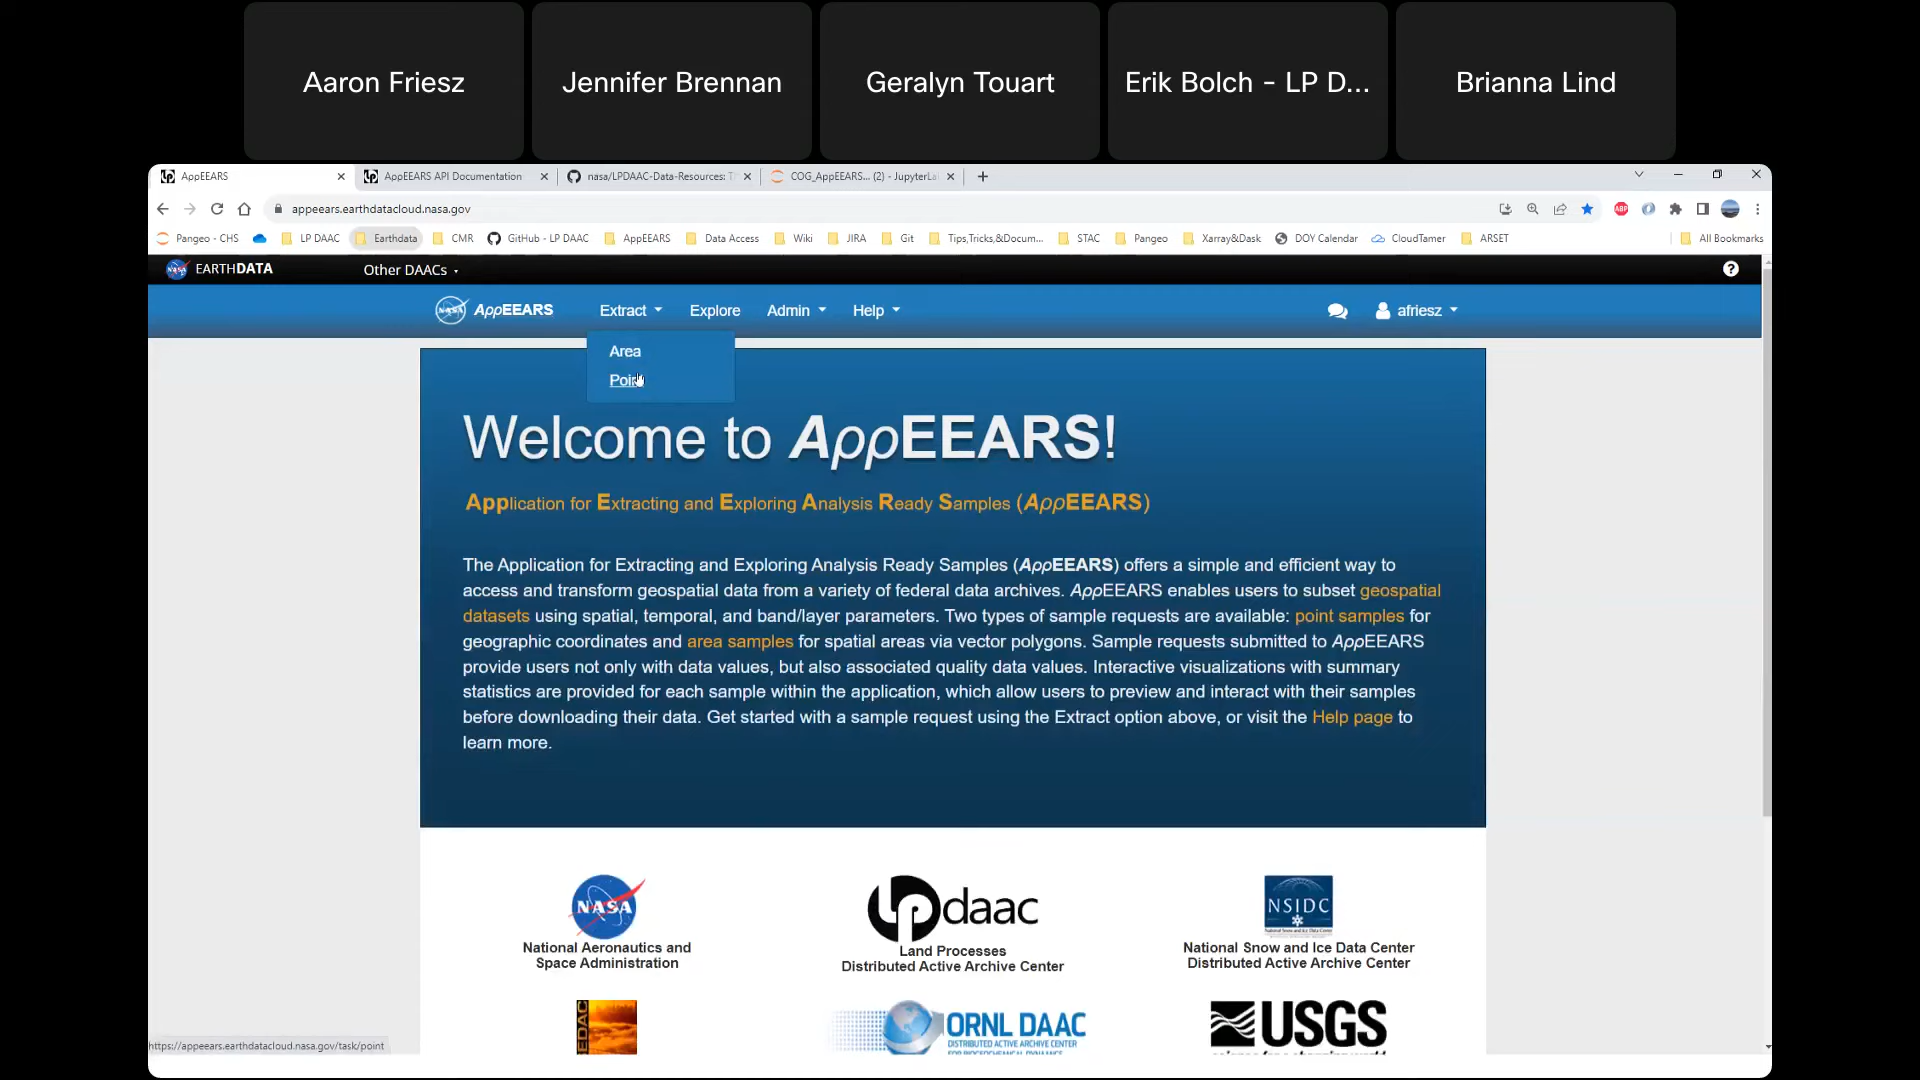 Aaron Friesz
Jennifer Brennan
Geralyn Touart
Erik Bolch - LP D...
Brianna Lind
AppEEARS
AppEEARS API Documentation
nasa/LPDAAC-Data-Resources: T
COG_AppEEARS... (2) - JupyterLa
appeears.earthdatacloud.nasa.gov
ABP
Pangeo - CHS
LP DAAC
Earthdata
CMR
GitHub - LP DAAC
AppEEARS
Data Access
Wiki
JIRA
Git
Tips,Tricks,&Docum...
STAC
Pangeo
Xarray&Dask
DOY Calendar
CloudTamer
ARSET
All Bookmarks
EARTHDATA
Other DAACs
?
NASA AppEEARS
Extract
Explore
Admin
Help
afriesz
Area
Point
Welcome to AppEEARS!
Application for Extracting and Exploring Analysis Ready Samples (AppEEARS)
The Application for Extracting and Exploring Analysis Ready Samples (AppEEARS) offers a simple and efficient way to
access and transform geospatial data from a variety of federal data archives. AppEEARS enables users to subset geospatial
datasets using spatial, temporal, and band/layer parameters. Two types of sample requests are available: point samples for
geographic coordinates and area samples for spatial areas via vector polygons. Sample requests submitted to AppEEARS
provide users not only with data values, but also associated quality data values. Interactive visualizations with summary
statistics are provided for each sample within the application, which allow users to preview and interact with their samples
before downloading their data. Get started with a sample request using the Extract option above, or visit the Help page to
learn more.
NASA
National Aeronautics and
Space Administration
lpdaac
Land Processes
Distributed Active Archive Center
NSIDC
National Snow and Ice Data Center
Distributed Active Archive Center
EDAC
ORNL DAAC
DISTRIBUTED ACTIVE ARCHIVE CENTER
FOR BIOGEOCHEMICAL DYNAMICS
USGS
science for a changing world
https://appeears.earthdatacloud.nasa.gov/task/point